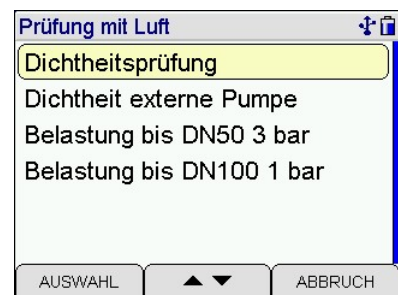 Prüfung mit Luft
Dichtheitsprüfung
Dichtheit externe Pumpe
Belastung bis DN50 3 bar
Belastung bis DN100 1 bar
AUSWAHL ABBRUCH